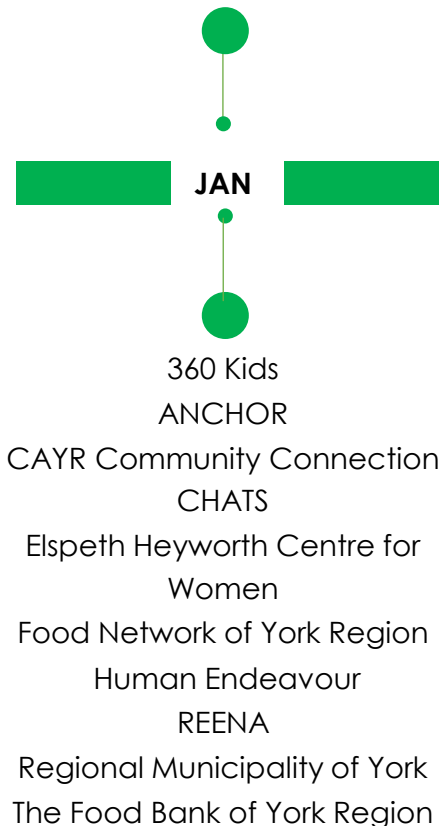 JAN
360 Kids
ANCHOR
CAYR Community Connection
CHATS
Elspeth Heyworth Centre for
Women
Food Network of York Region
Human Endeavour
REENA
Regional Municipality of York
The Food Bank of York Region